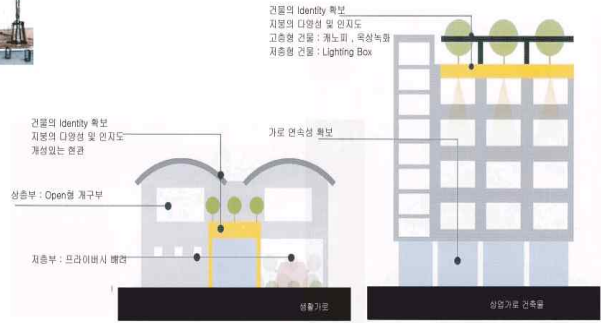 건물의 Identity 확보
지붕의 다양성 및 인지도
고층형 건물 : 캐노피 , 옥상녹화
저층형 건물 : Lighting Box
건물의 Identity 확보
지붕의 다양성 및 인지도
개성있는 현관
가로 연속성 확보
상층부 : Open형 개구부
저층부 : 프라이버시 배려
생활가로
상업가로 건축물